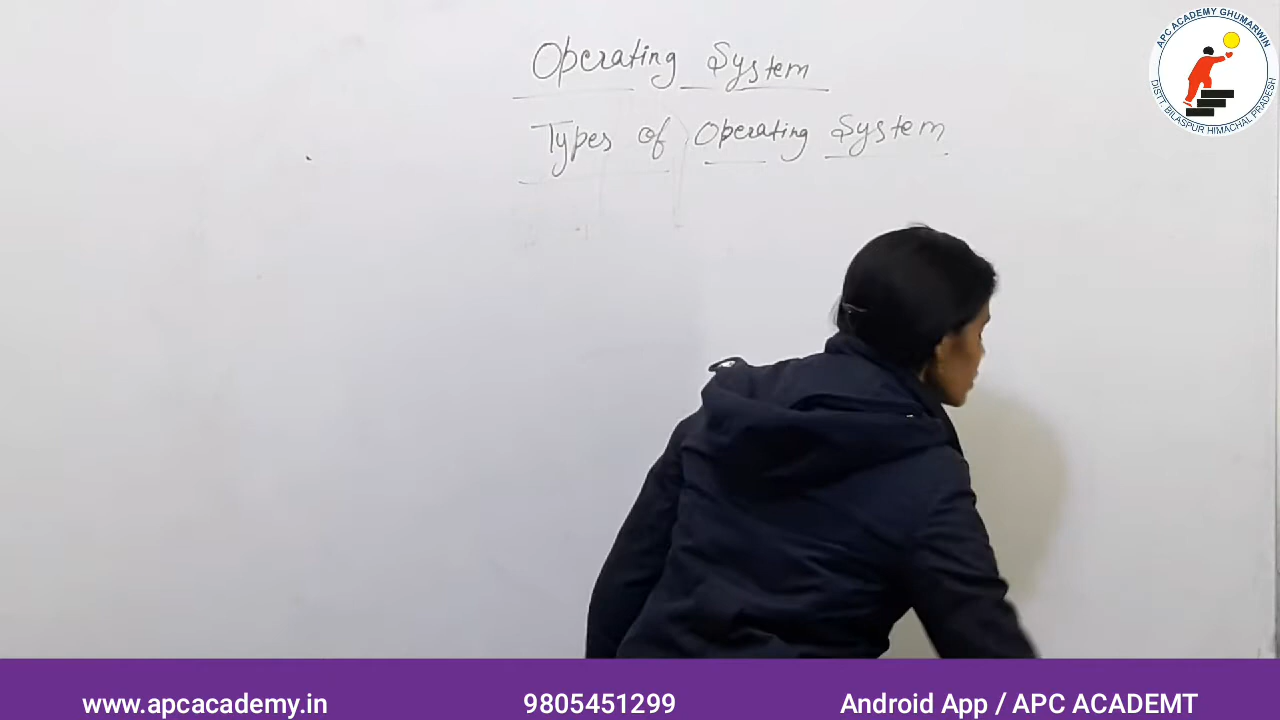 Operating System
Types of Operating System
APC ACADEMY GHUMARWIN
DISTT. BILASPUR HIMACHAL PRADESH
www.apcacademy.in
9805451299
Android App / APC ACADEMT